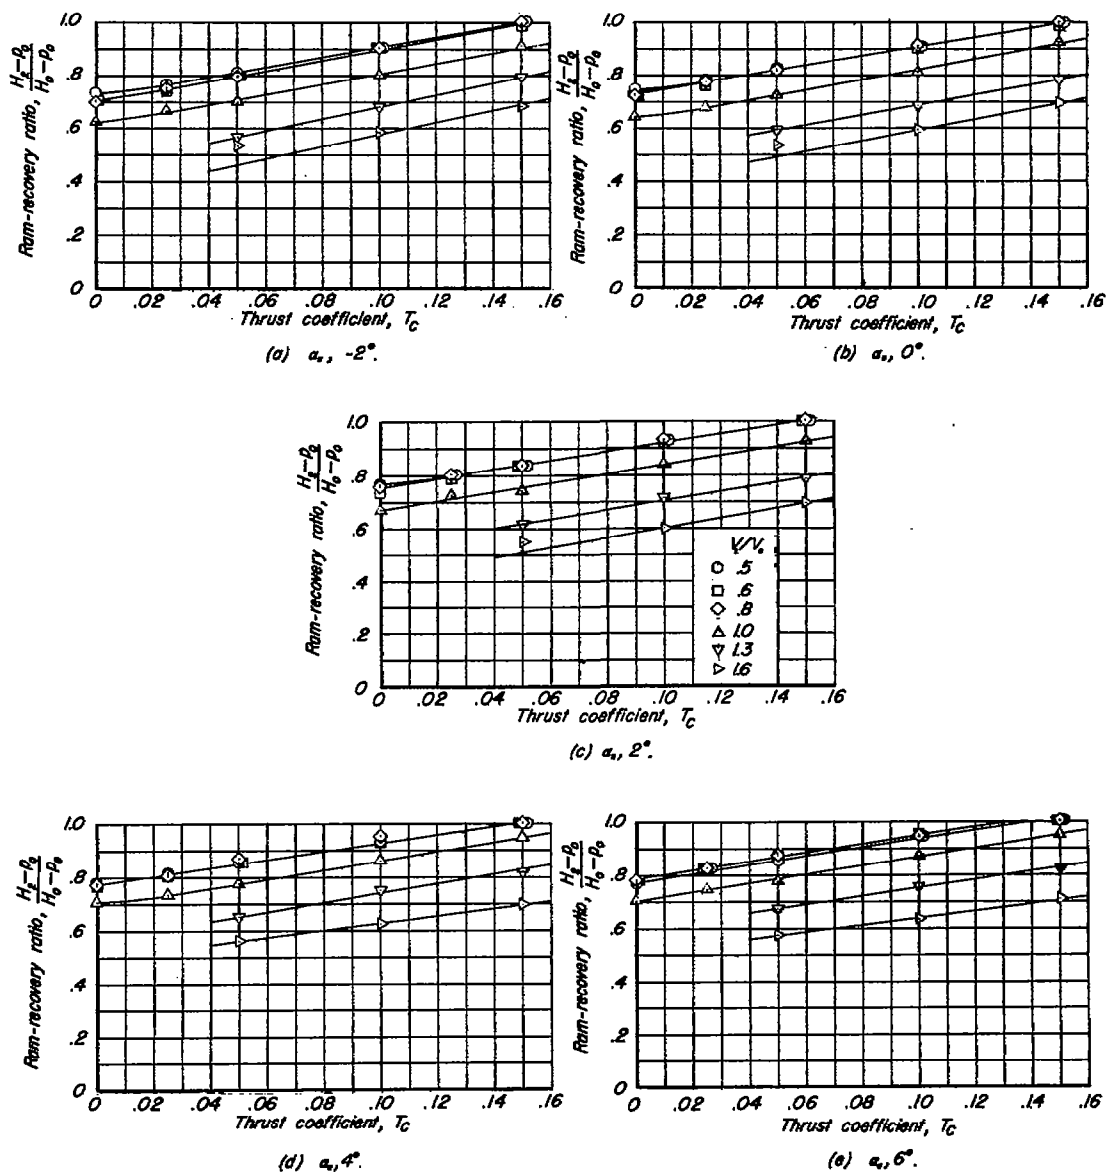 Ram-recovery ratio, H₂-p₀ / H₀-p₀
1.0
.8
.6
.4
.2
0
0 .02 .04 .06 .08 .10 .12 .14 .16
Thrust coefficient, T_C
(a) αᵤ, -2°.
Ram-recovery ratio, H₂-p₀ / H₀-p₀
1.0
.8
.6
.4
.2
0
0 .02 .04 .06 .08 .10 .12 .14 .16
Thrust coefficient, T_C
(b) αᵤ, 0°.
Ram-recovery ratio, H₂-p₀ / H₀-p₀
1.0
.8
.6
.4
.2
0
V/V₀
.5
.6
.8
1.0
1.3
1.6
0 .02 .04 .06 .08 .10 .12 .14 .16
Thrust coefficient, T_C
(c) αᵤ, 2°.
Ram-recovery ratio, H₂-p₀ / H₀-p₀
1.0
.8
.6
.4
.2
0
0 .02 .04 .06 .08 .10 .12 .14 .16
Thrust coefficient, T_C
(d) αᵤ, 4°.
Ram-recovery ratio, H₂-p₀ / H₀-p₀
1.0
.8
.6
.4
.2
0
0 .02 .04 .06 .08 .10 .12 .14 .16
Thrust coefficient, T_C
(e) αᵤ, 6°.